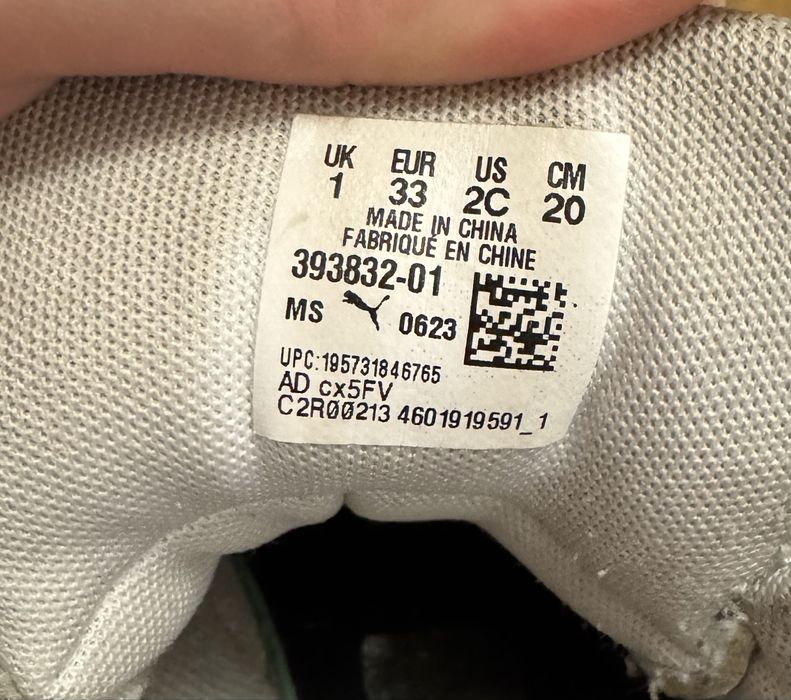 UK EUR US CM
1 33 2C 20
MADE IN CHINA
FABRIQUÉ EN CHINE
393832-01
MS 0623
UPC:195731846765
AD cx5FV
C2R00213 4601919591_1